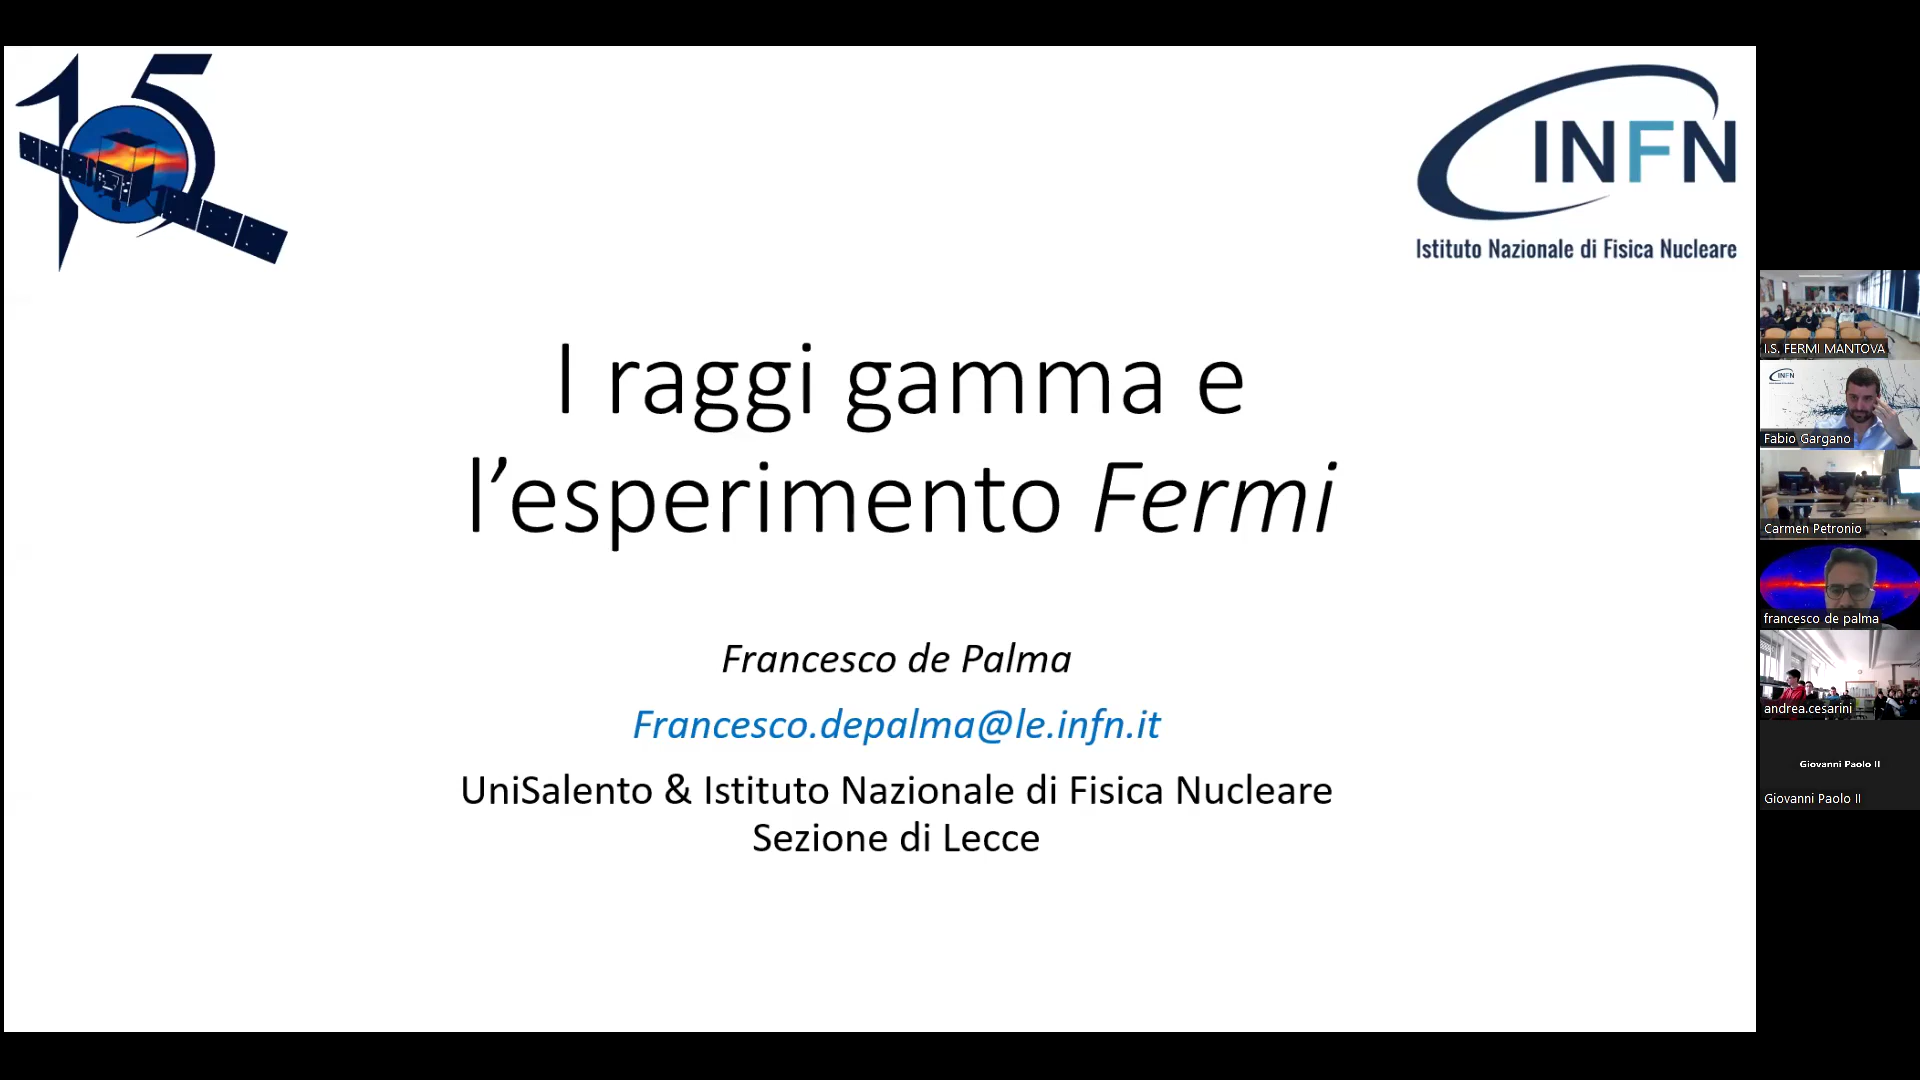 15
INFN
Istituto Nazionale di Fisica Nucleare
I raggi gamma e
l’esperimento Fermi
Francesco de Palma
Francesco.depalma@le.infn.it
UniSalento & Istituto Nazionale di Fisica Nucleare
Sezione di Lecce
I.S. FERMI MANTOVA
INFN
Fabio Gargano
Carmen Petronio
francesco de palma
andrea.cesarini
Giovanni Paolo II
Giovanni Paolo II